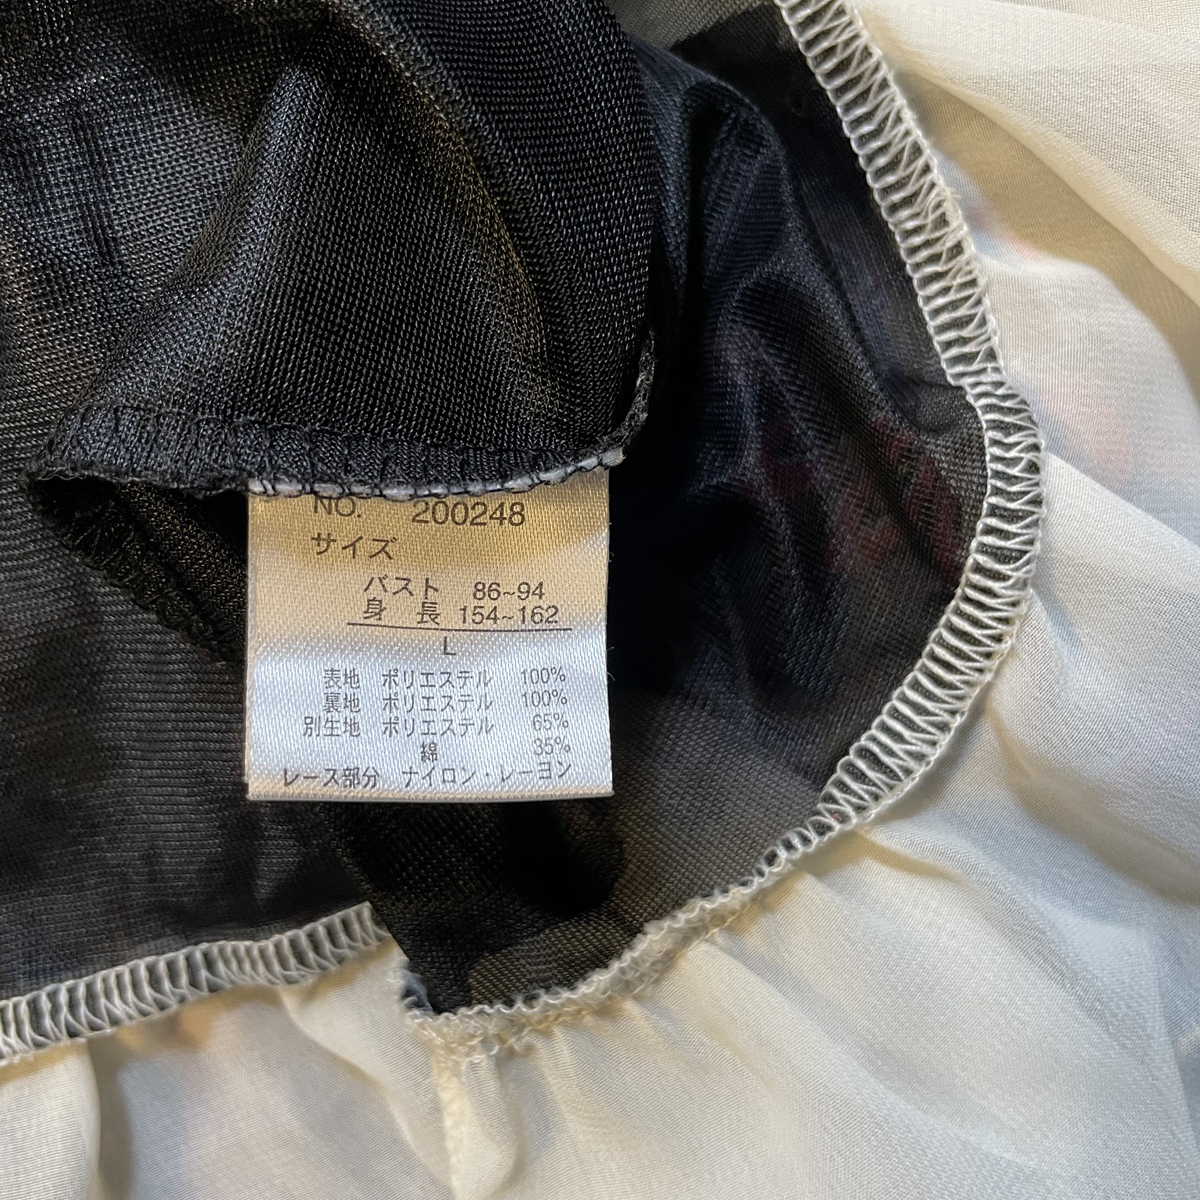 NO. 200248
サイズ
バスト 86~94
身長 154~162
L
表地 ポリエステル 100%
裏地 ポリエステル 100%
別生地 ポリエステル 65%
綿 35%
レース部分 ナイロン・レーヨン